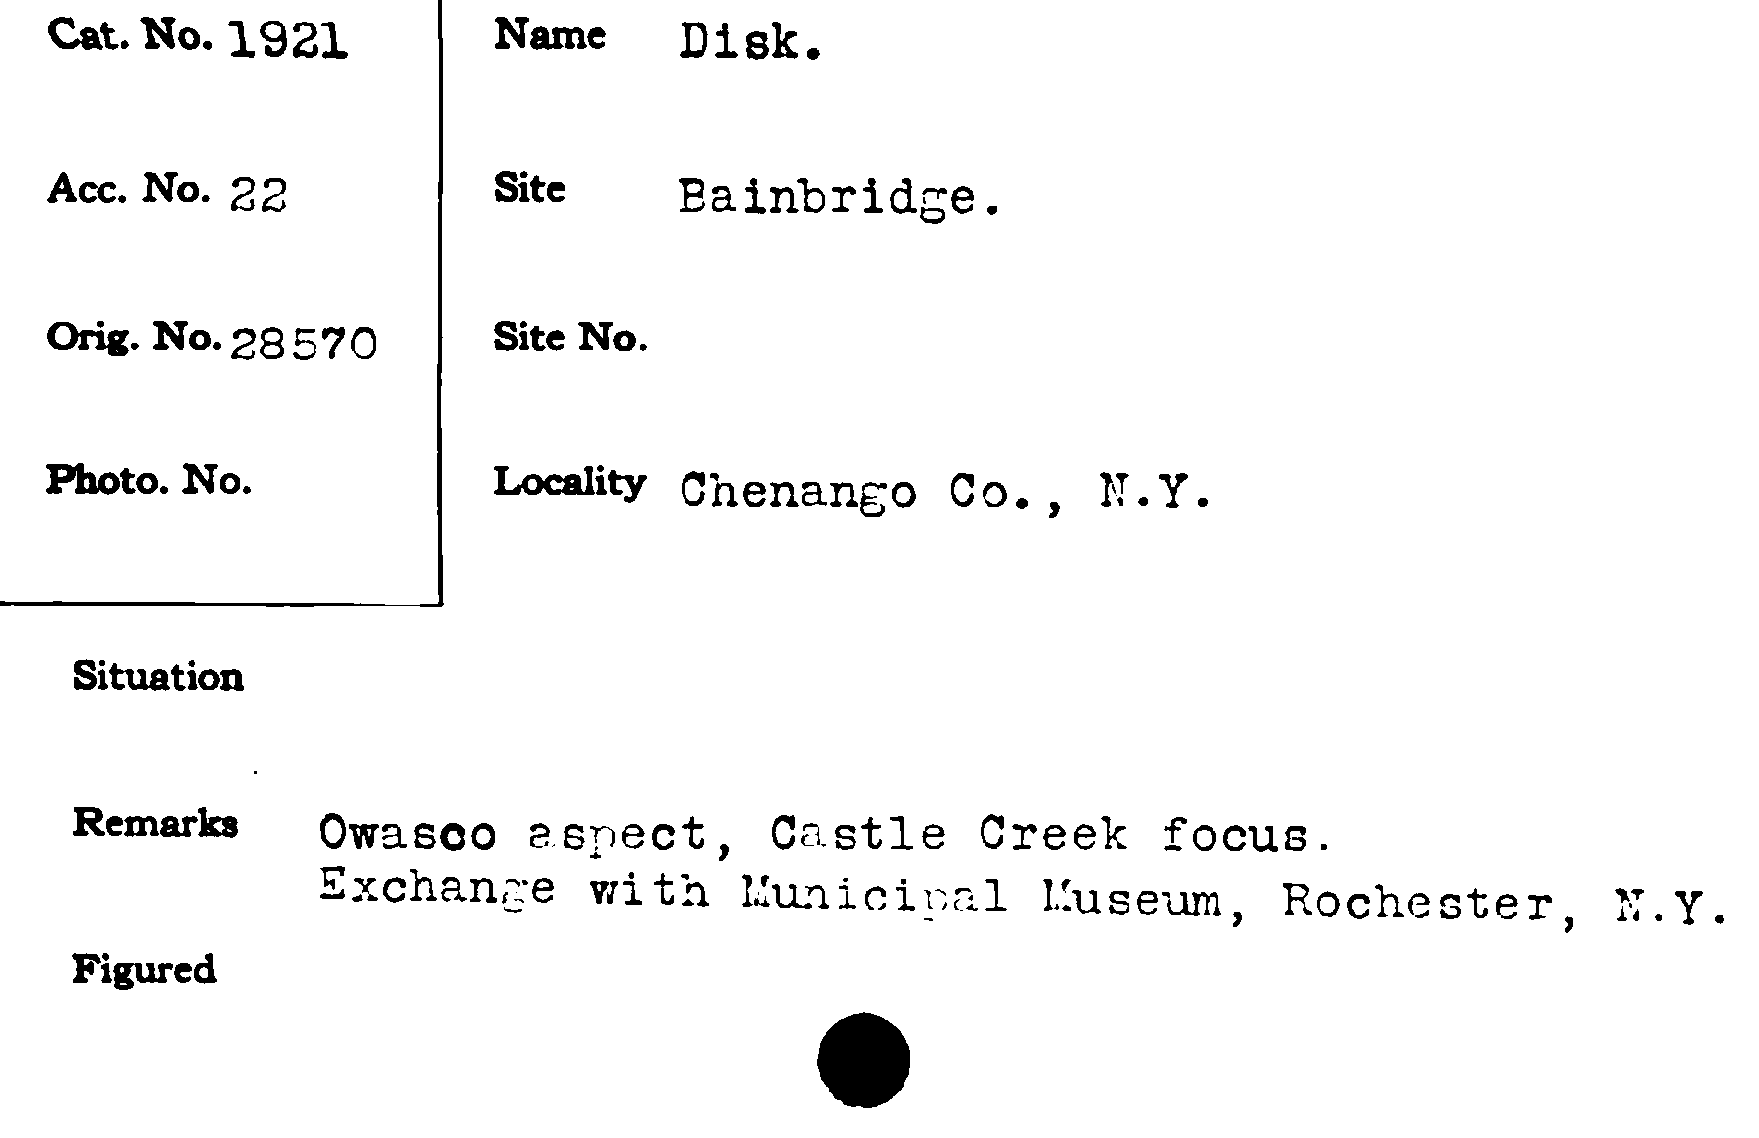 Cat. No. 1921
Name Disk.
Acc. No. 22
Site Bainbridge.
Orig. No. 28570
Site No.
Photo. No.
Locality Chenango Co., N.Y.
Situation
Remarks Owasco aspect, Castle Creek focus.
Exchange with Municipal Museum, Rochester, N.Y.
Figured